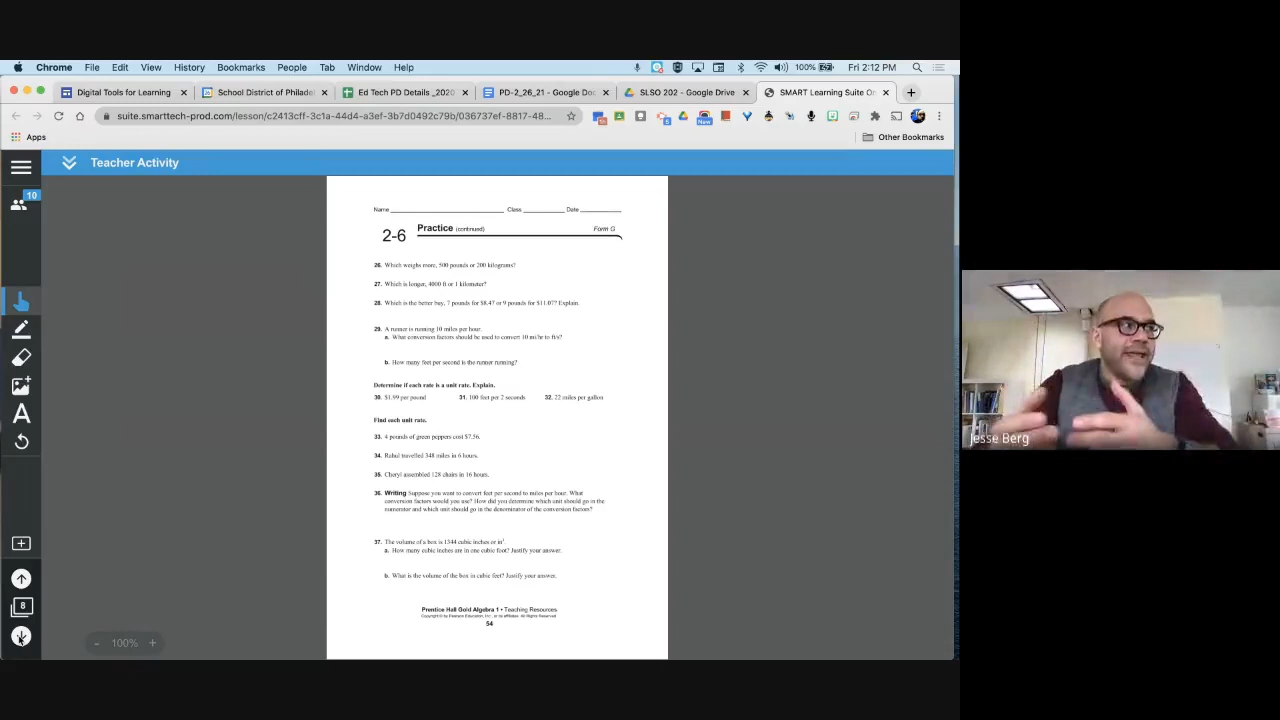 Chrome File Edit View History Bookmarks People Tab Window Help 100% Fri 2:12 PM
Digital Tools for Learning
School District of Philadel
Ed Tech PD Details _2020
PD-2_26_21 - Google Doc
SLSO 202 - Google Drive
SMART Learning Suite On
suite.smarttech-prod.com/lesson/c2413cff-3c1a-44d4-a3ef-3b7d0492c79b/036737ef-8817-48...
New
Apps
Other Bookmarks
Teacher Activity
10
Name Class Date
2-6 Practice (continued) Form G
26. Which weighs more, 500 pounds or 200 kilograms?
27. Which is longer, 4000 ft or 1 kilometer?
28. Which is the better buy, 7 pounds for $8.47 or 9 pounds for $11.07? Explain.
29. A runner is running 10 miles per hour.
a. What conversion factors should be used to convert 10 mi/hr to ft/s?
b. How many feet per second is the runner running?
Determine if each rate is a unit rate. Explain.
30. $1.99 per pound 31. 100 feet per 2 seconds 32. 22 miles per gallon
Find each unit rate.
33. 4 pounds of green peppers cost $7.56.
34. Rahul travelled 348 miles in 6 hours.
35. Cheryl assembled 128 chairs in 16 hours.
36. Writing Suppose you want to convert feet per second to miles per hour. What
conversion factors would you use? How did you determine which unit should go in the
numerator and which unit should go in the denominator of the conversion factors?
37. The volume of a box is 1344 cubic inches or in³.
a. How many cubic inches are in one cubic foot? Justify your answer.
b. What is the volume of the box in cubic feet? Justify your answer.
Prentice Hall Gold Algebra 1 • Teaching Resources
Copyright © by Pearson Education, Inc., or its affiliates. All Rights Reserved.
54
8
- 100% +
Jesse Berg